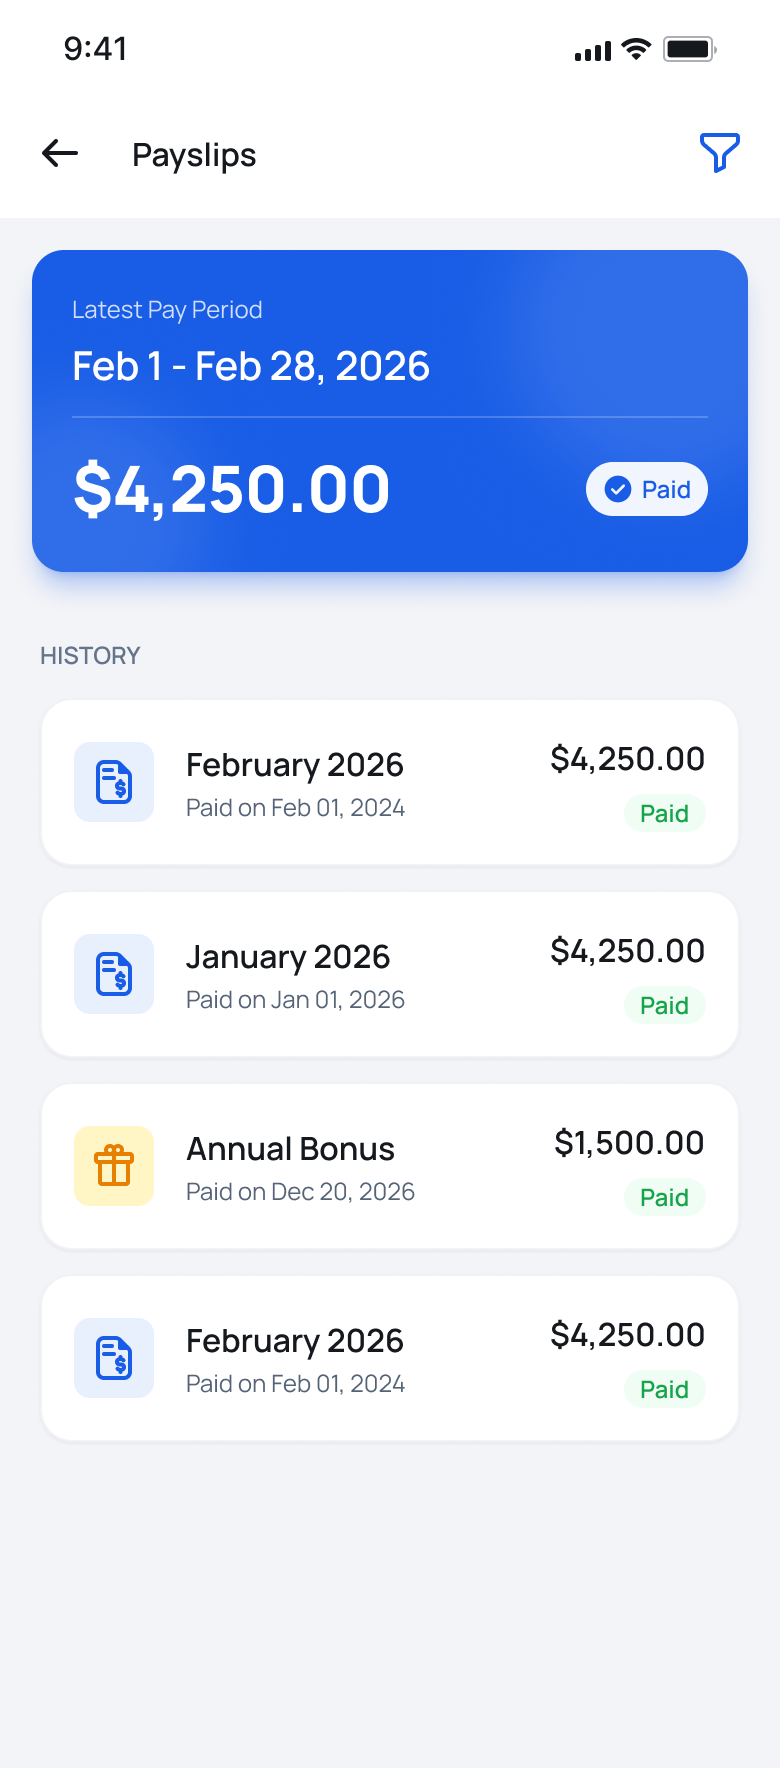 9:41
Payslips
Latest Pay Period
Feb 1 - Feb 28, 2026
$4,250.00
Paid
HISTORY
February 2026
$4,250.00
Paid on Feb 01, 2024
Paid
January 2026
$4,250.00
Paid on Jan 01, 2026
Paid
Annual Bonus
$1,500.00
Paid on Dec 20, 2026
Paid
February 2026
$4,250.00
Paid on Feb 01, 2024
Paid